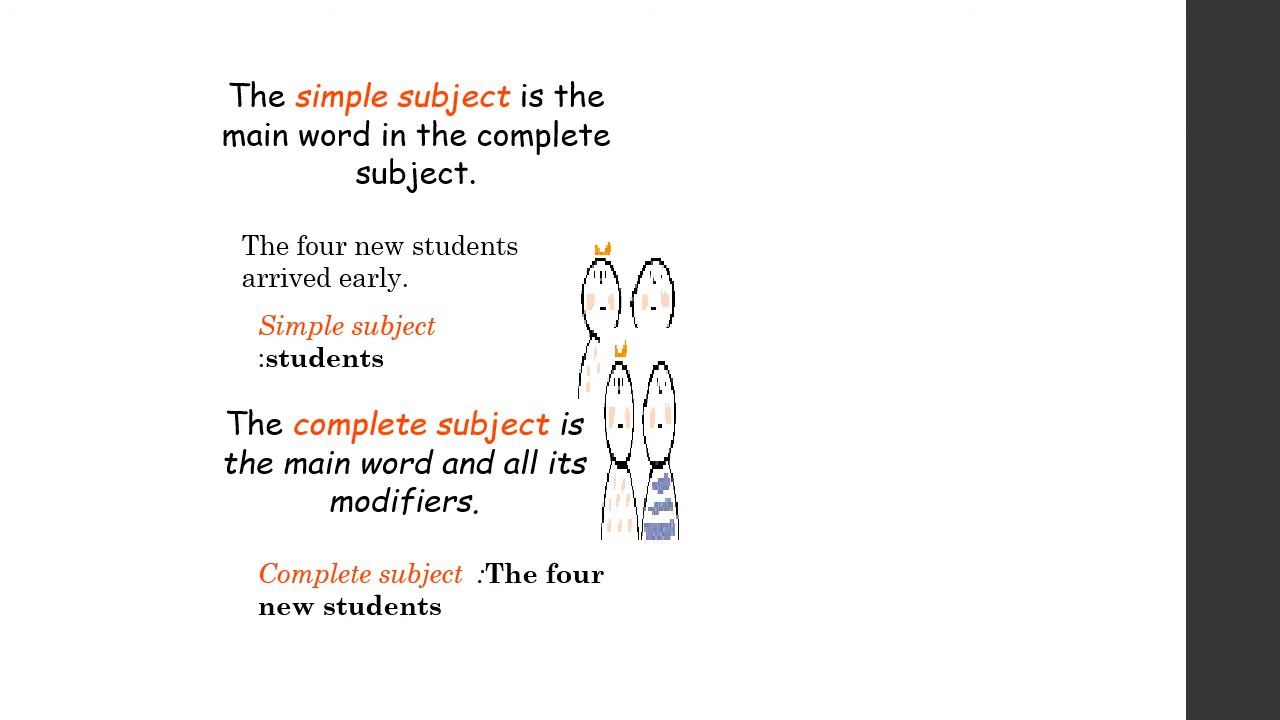 The simple subject is the
main word in the complete
subject.
The four new students
arrived early.
Simple subject
:students
The complete subject is
the main word and all its
modifiers.
Complete subject :The four
new students